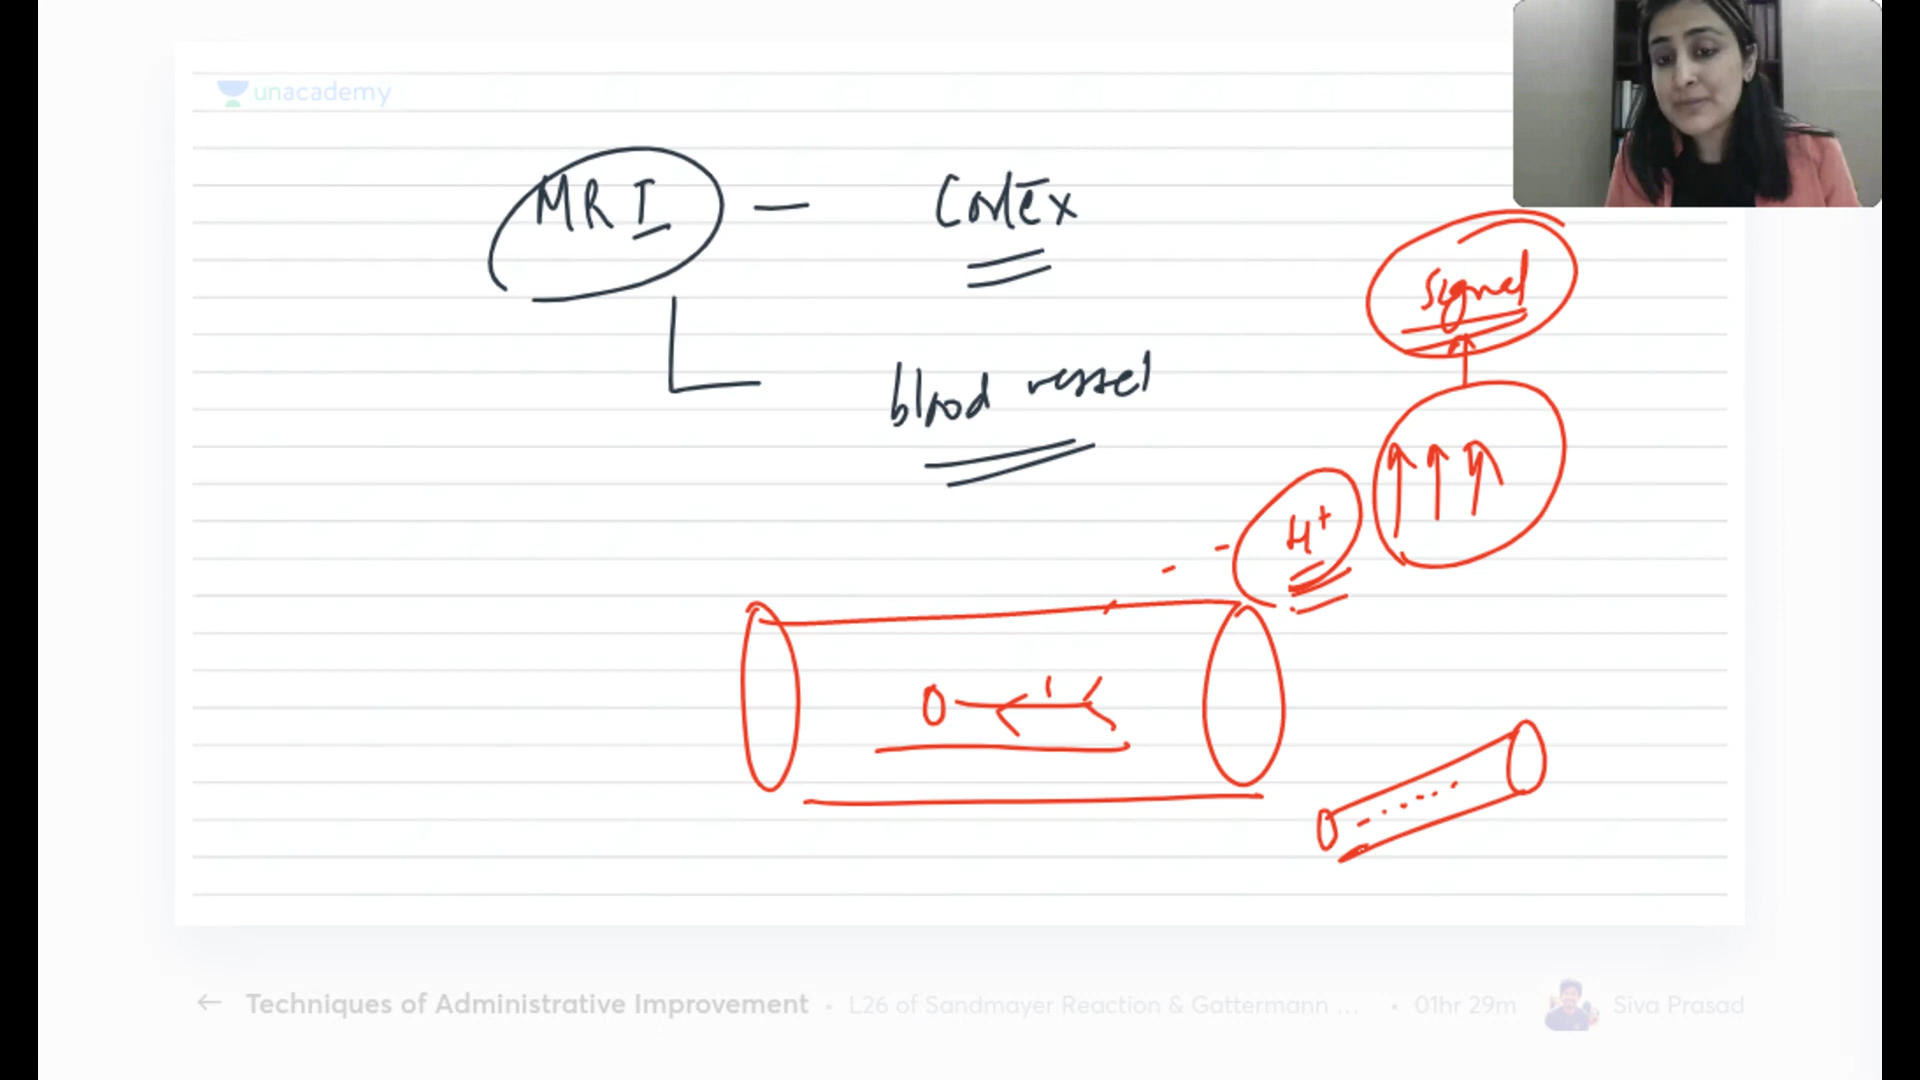 unacademy
MRI — Cortex
signal
blood vessel
H+
Techniques of Administrative Improvement • L26 of Sandmayer Reaction & Gattermann ... • 01hr 29m Siva Prasad